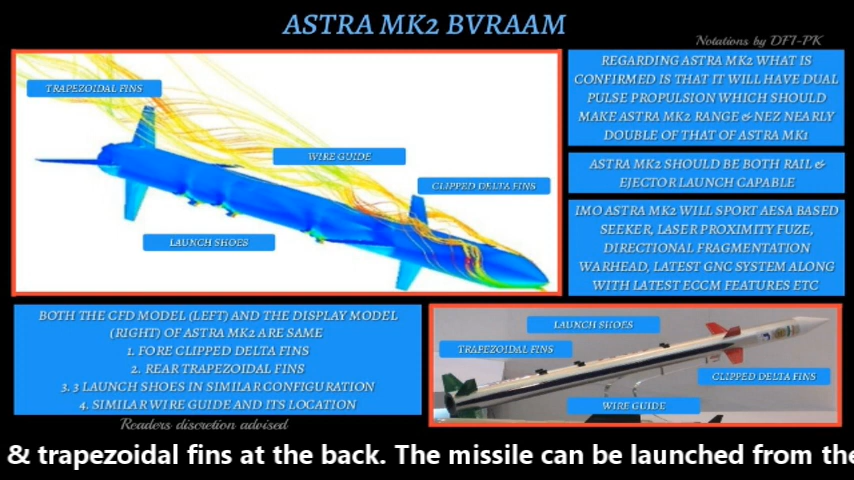 ASTRA MK2 BVRAAM
Notations by DFI-PK
TRAPEZOIDAL FINS
WIRE GUIDE
CLIPPED DELTA FINS
LAUNCH SHOES
REGARDING ASTRA MK2 WHAT IS
CONFIRMED IS THAT IT WILL HAVE DUAL
PULSE PROPULSION WHICH SHOULD
MAKE ASTRA MK2 RANGE & NEZ NEARLY
DOUBLE OF THAT OF ASTRA MK1
ASTRA MK2 SHOULD BE BOTH RAIL &
EJECTOR LAUNCH CAPABLE
IMO ASTRA MK2 WILL SPORT AESA BASED
SEEKER, LASER PROXIMITY FUZE,
DIRECTIONAL FRAGMENTATION
WARHEAD, LATEST GNC SYSTEM ALONG
WITH LATEST ECCM FEATURES ETC
BOTH THE CFD MODEL (LEFT) AND THE DISPLAY MODEL
(RIGHT) OF ASTRA MK2 ARE SAME
1. FORE CLIPPED DELTA FINS
2. REAR TRAPEZOIDAL FINS
3. 3 LAUNCH SHOES IN SIMILAR CONFIGURATION
4. SIMILAR WIRE GUIDE AND ITS LOCATION
LAUNCH SHOES
TRAPEZOIDAL FINS
CLIPPED DELTA FINS
WIRE GUIDE
Readers discretion advised
& trapezoidal fins at the back. The missile can be launched from the